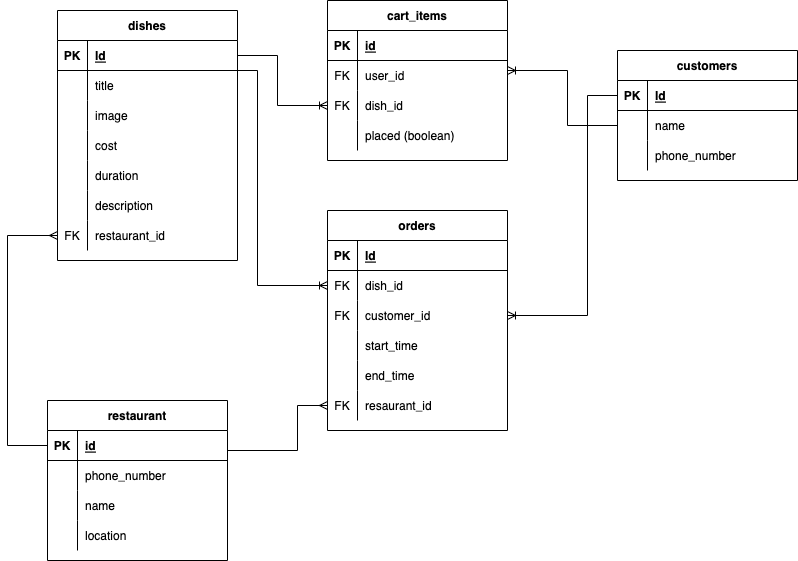 dishes
PK Id
title
image
cost
duration
description
FK restaurant_id
cart_items
PK id
FK user_id
FK dish_id
placed (boolean)
customers
PK Id
name
phone_number
orders
PK Id
FK dish_id
FK customer_id
start_time
end_time
FK resaurant_id
restaurant
PK id
phone_number
name
location